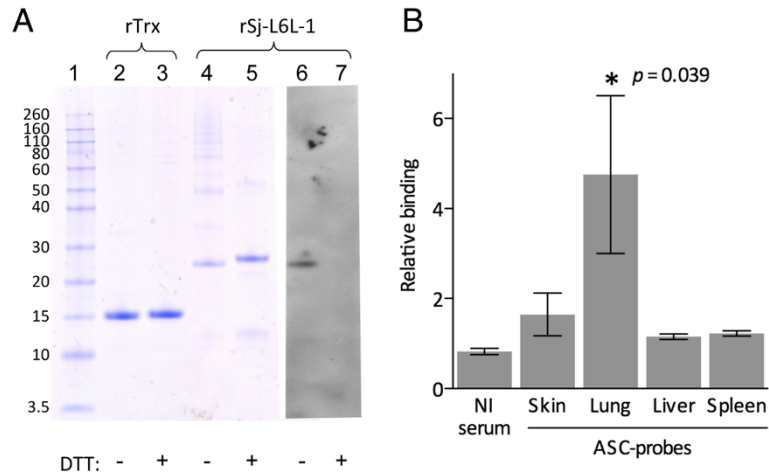 A
rTrx
rSj-L6L-1
1 2 3 4 5 6 7
260
160
110
80
60
50
40
30
20
15
10
3.5
DTT: - + - + - +
B
* p = 0.039
Relative binding
6
4
2
0
NI serum
Skin Lung Liver Spleen
ASC-probes